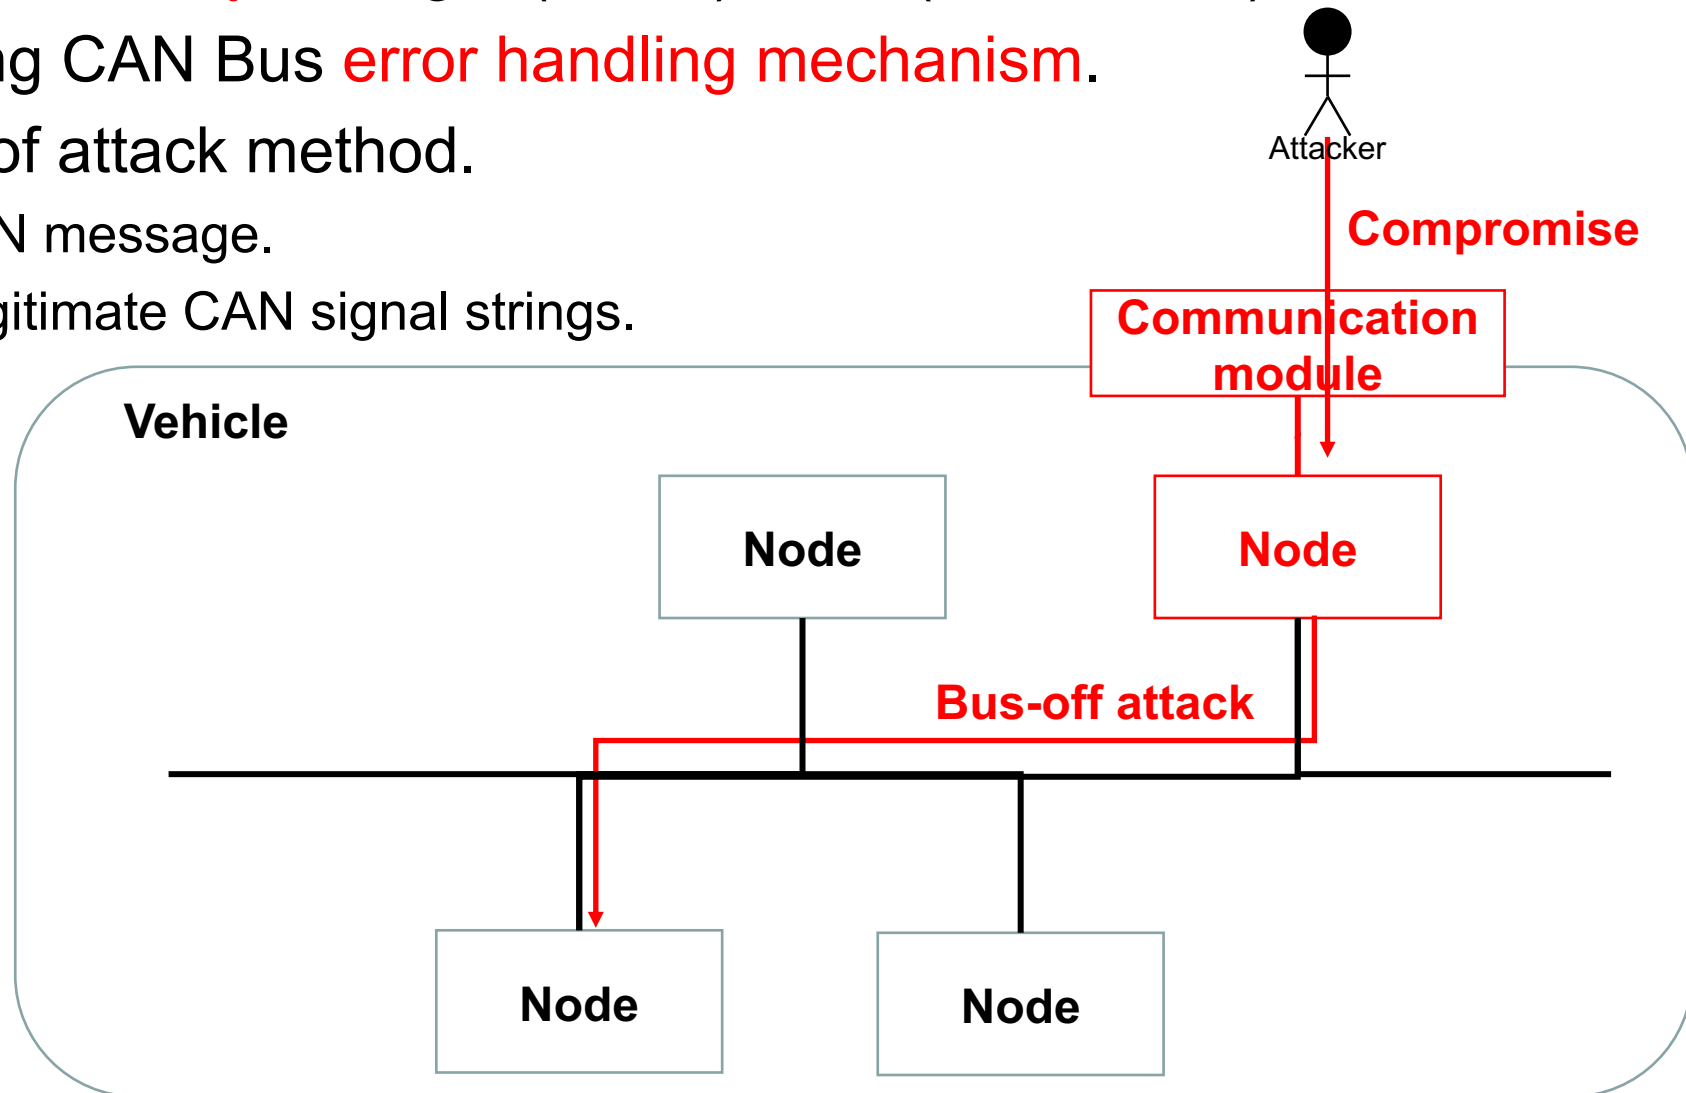 ng CAN Bus error handling mechanism.
of attack method.
N message.
gitimate CAN signal strings.
Attacker
Compromise
Communication
module
Vehicle
Node
Node
Bus-off attack
Node
Node